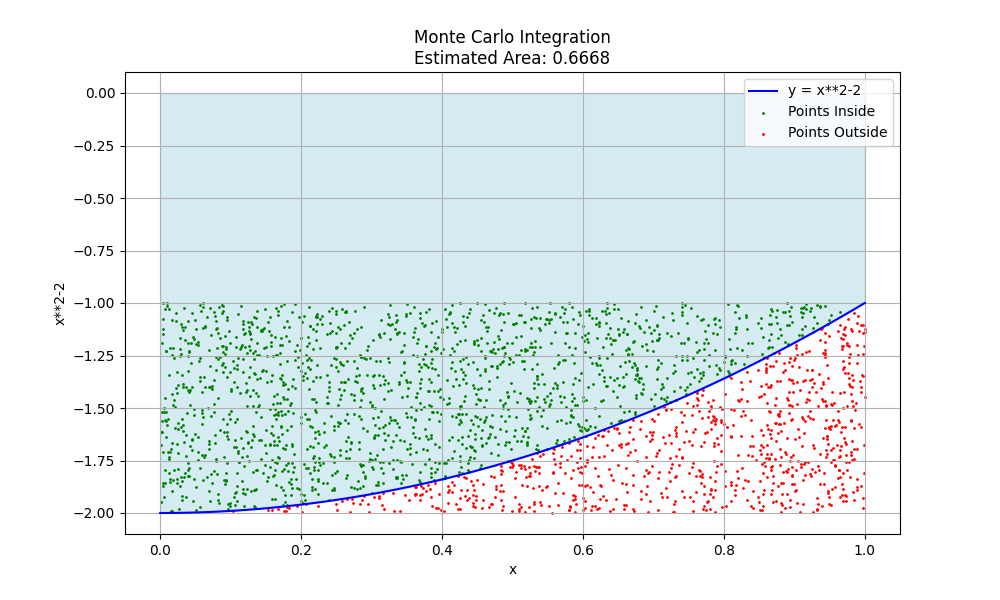 Monte Carlo Integration
Estimated Area: 0.6668
y = x**2-2
Points Inside
Points Outside
0.00
−0.25
−0.50
−0.75
−1.00
−1.25
−1.50
−1.75
−2.00
x**2-2
0.0 0.2 0.4 0.6 0.8 1.0
x